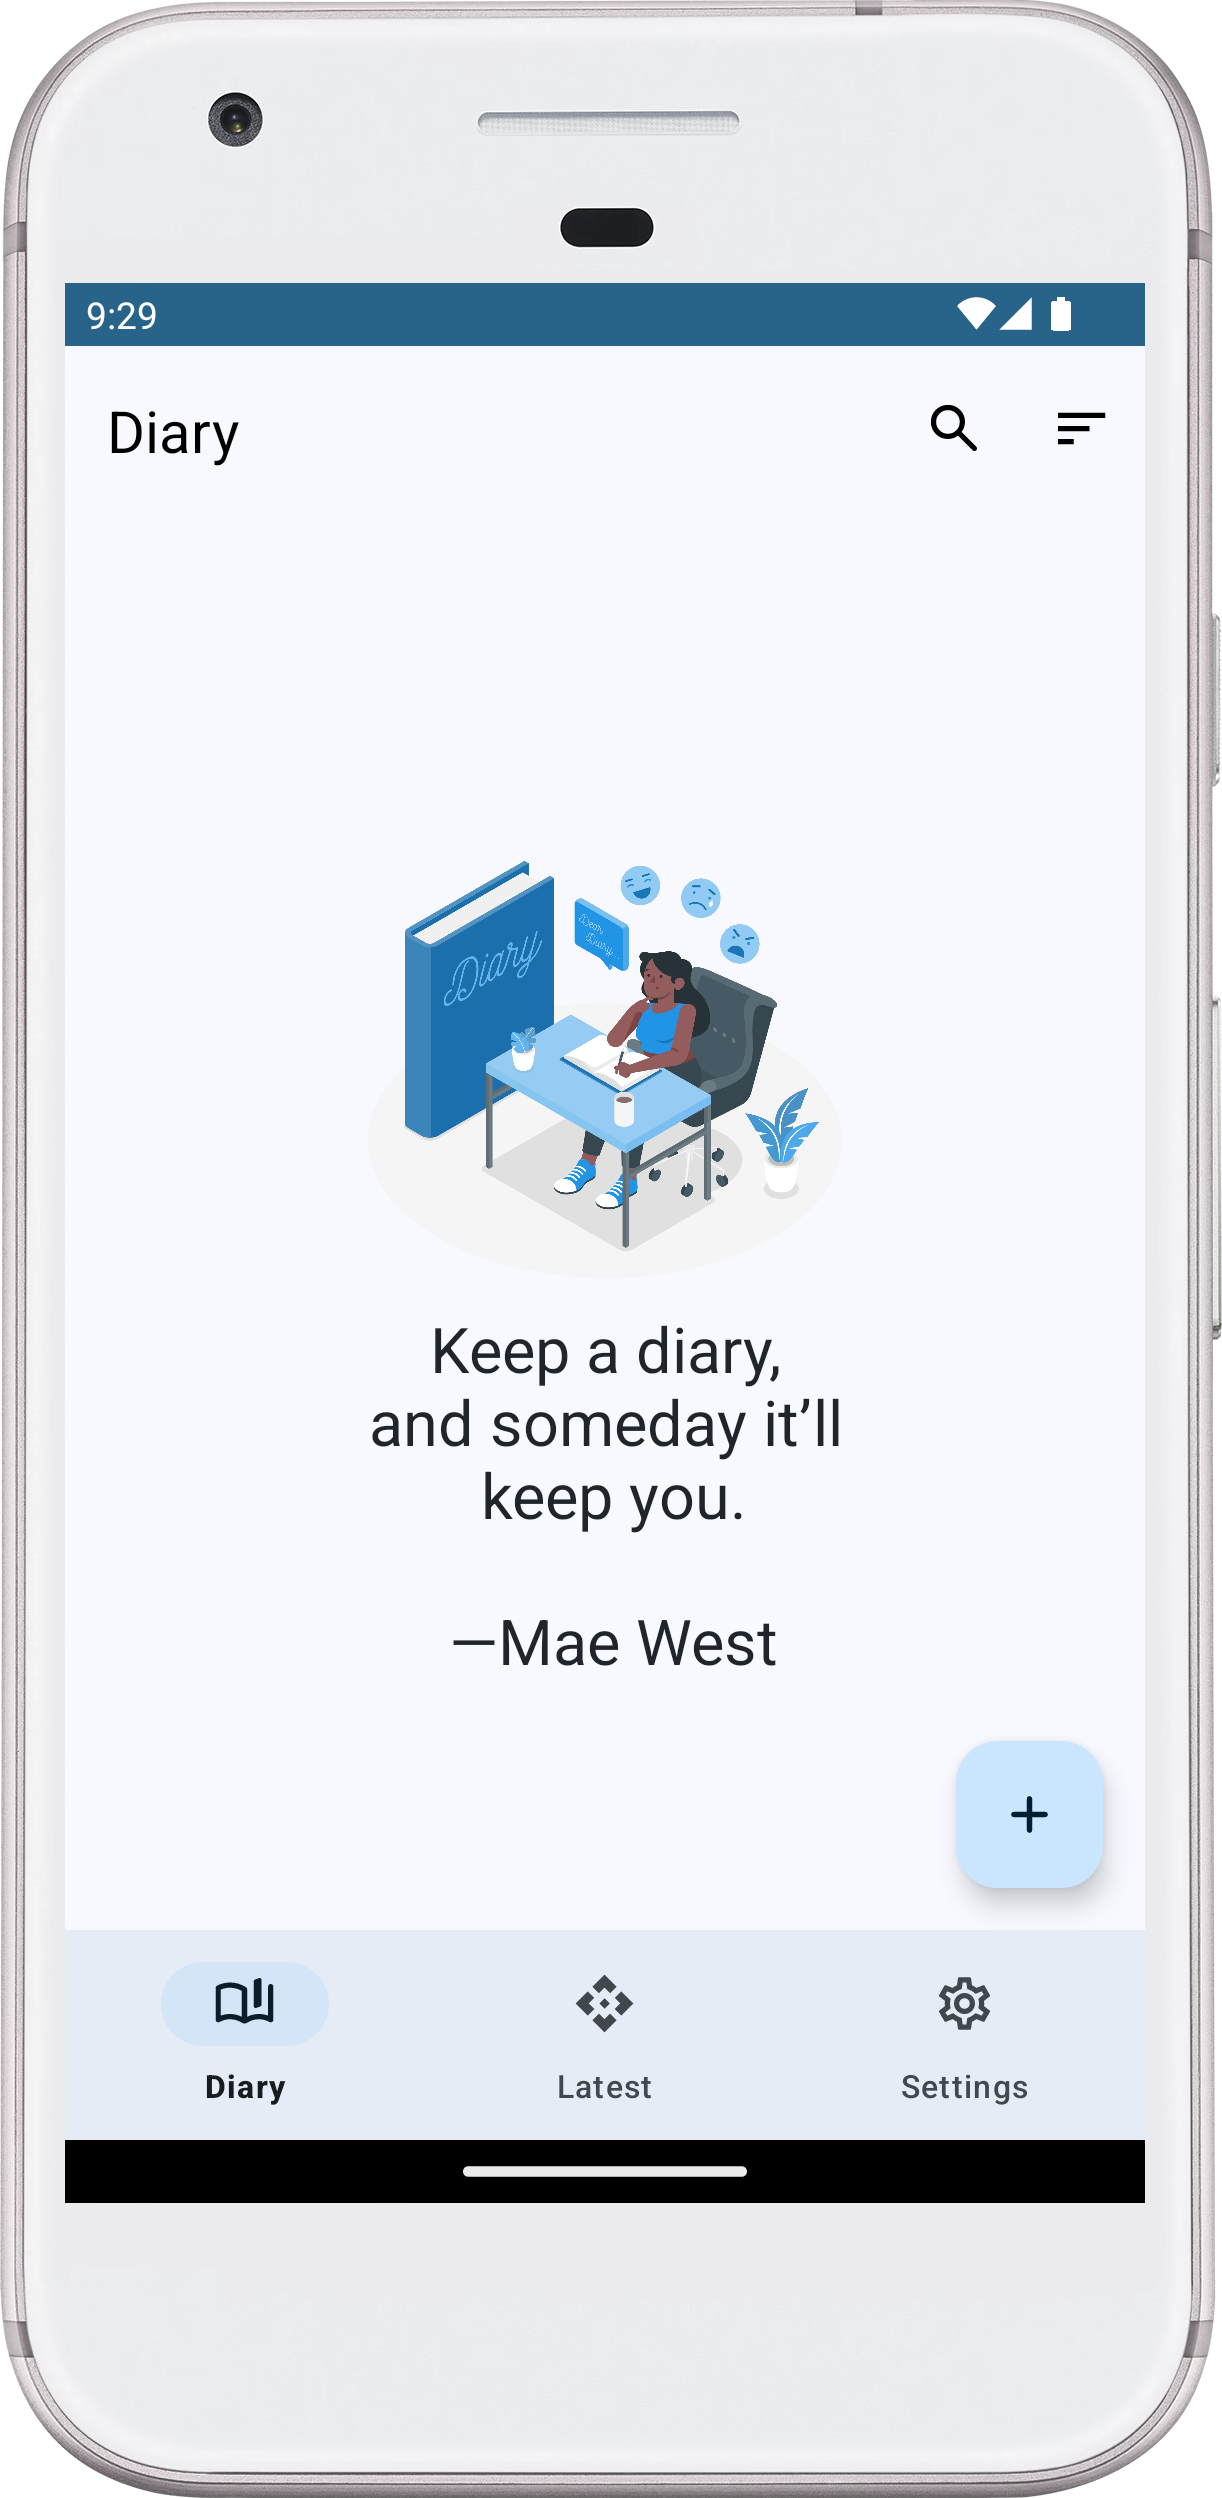 9:29
Diary
Diary
Dear
Diary
Keep a diary,
and someday it’ll
keep you.
—Mae West
Diary
Latest
Settings